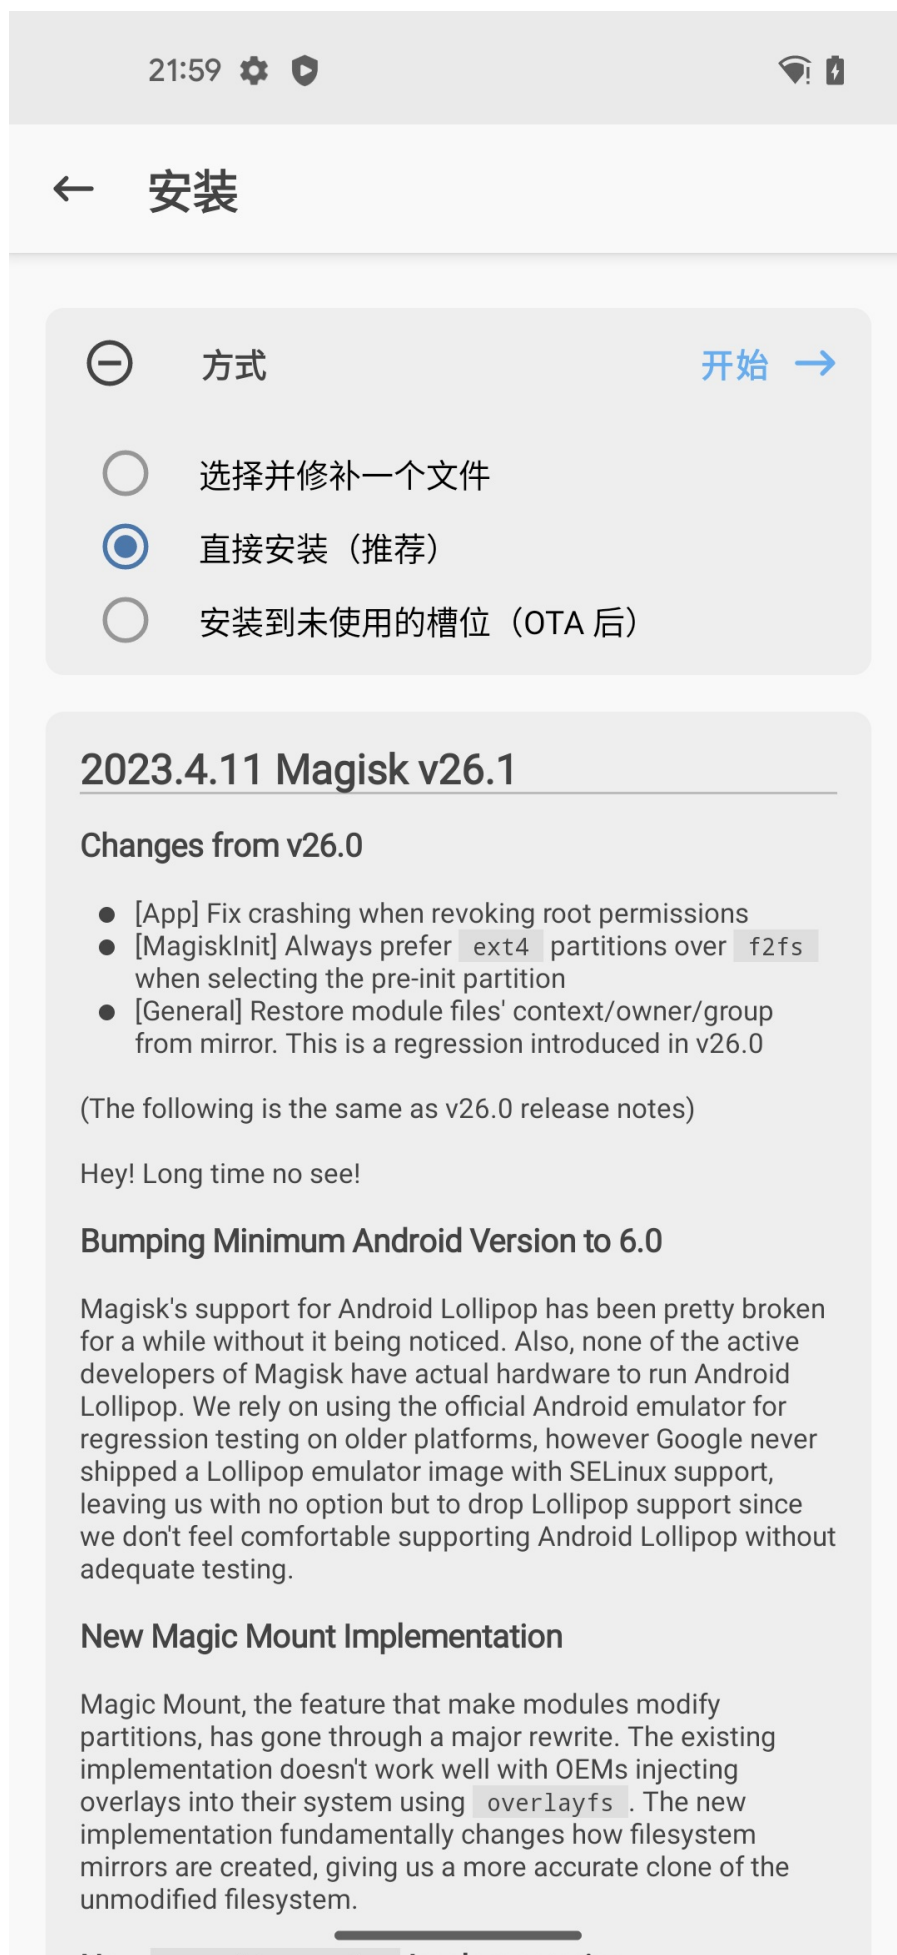 21:59
安装
方式 开始
选择并修补一个文件
直接安装（推荐）
安装到未使用的槽位（OTA 后）
2023.4.11 Magisk v26.1
Changes from v26.0
[App] Fix crashing when revoking root permissions
[MagiskInit] Always prefer ext4 partitions over f2fs
when selecting the pre-init partition
[General] Restore module files' context/owner/group
from mirror. This is a regression introduced in v26.0
(The following is the same as v26.0 release notes)
Hey! Long time no see!
Bumping Minimum Android Version to 6.0
Magisk's support for Android Lollipop has been pretty broken
for a while without it being noticed. Also, none of the active
developers of Magisk have actual hardware to run Android
Lollipop. We rely on using the official Android emulator for
regression testing on older platforms, however Google never
shipped a Lollipop emulator image with SELinux support,
leaving us with no option but to drop Lollipop support since
we don't feel comfortable supporting Android Lollipop without
adequate testing.
New Magic Mount Implementation
Magic Mount, the feature that make modules modify
partitions, has gone through a major rewrite. The existing
implementation doesn't work well with OEMs injecting
overlays into their system using overlayfs . The new
implementation fundamentally changes how filesystem
mirrors are created, giving us a more accurate clone of the
unmodified filesystem.